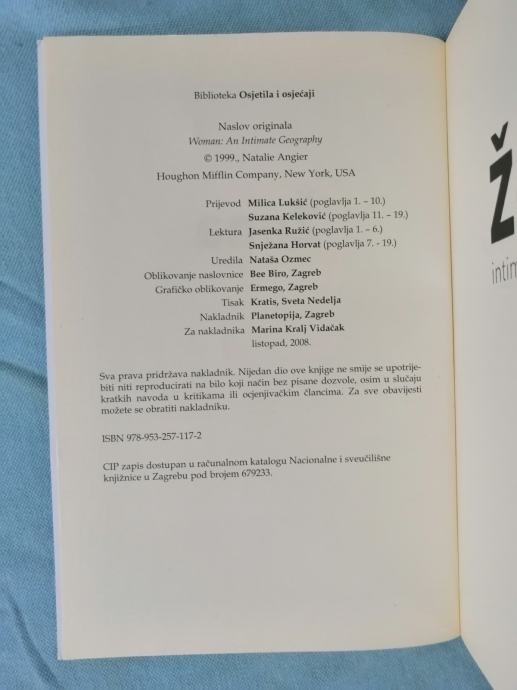 Biblioteka Osjetila i osjećaji
Naslov originala
Woman: An Intimate Geography
© 1999., Natalie Angier
Houghon Mifflin Company, New York, USA
Prijevod Milica Lukšić (poglavlja 1. – 10.)
Suzana Keleković (poglavlja 11. – 19.)
Lektura Jasenka Ružić (poglavlja 1. – 6.)
Snježana Horvat (poglavlja 7. - 19.)
Uredila Nataša Ozmec
Oblikovanje naslovnice Bee Biro, Zagreb
Grafičko oblikovanje Ermego, Zagreb
Tisak Kratis, Sveta Nedelja
Nakladnik Planetopija, Zagreb
Za nakladnika Marina Kralj Vidačak
listopad, 2008.
Sva prava pridržava nakladnik. Nijedan dio ove knjige ne smije se upotrije-
biti niti reproducirati na bilo koji način bez pisane dozvole, osim u slučaju
kratkih navoda u kritikama ili ocjenjivačkim člancima. Za sve obavijesti
možete se obratiti nakladniku.
ISBN 978-953-257-117-2
CIP zapis dostupan u računalnom katalogu Nacionalne i sveučilišne
knjižnice u Zagrebu pod brojem 679233.
Ž
intim